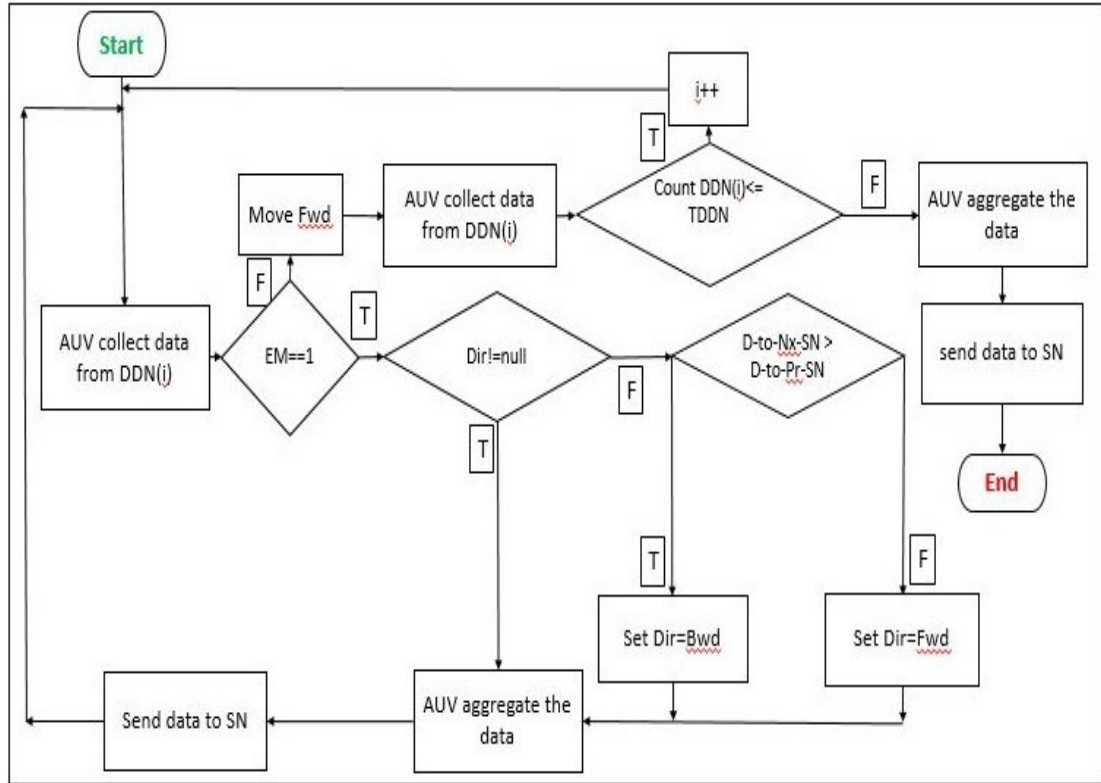 Start
i++
T
Count DDN(i)<=
TDDN
F
AUV aggregate the
data
AUV collect data
from DDN(i)
Move Fwd
F
T
AUV collect data
from DDN(i)
EM==1
Dir!=null
F
T
D-to-Nx-SN >
D-to-Pr-SN
send data to SN
End
T
F
Set Dir=Bwd
Set Dir=Fwd
AUV aggregate the
data
Send data to SN